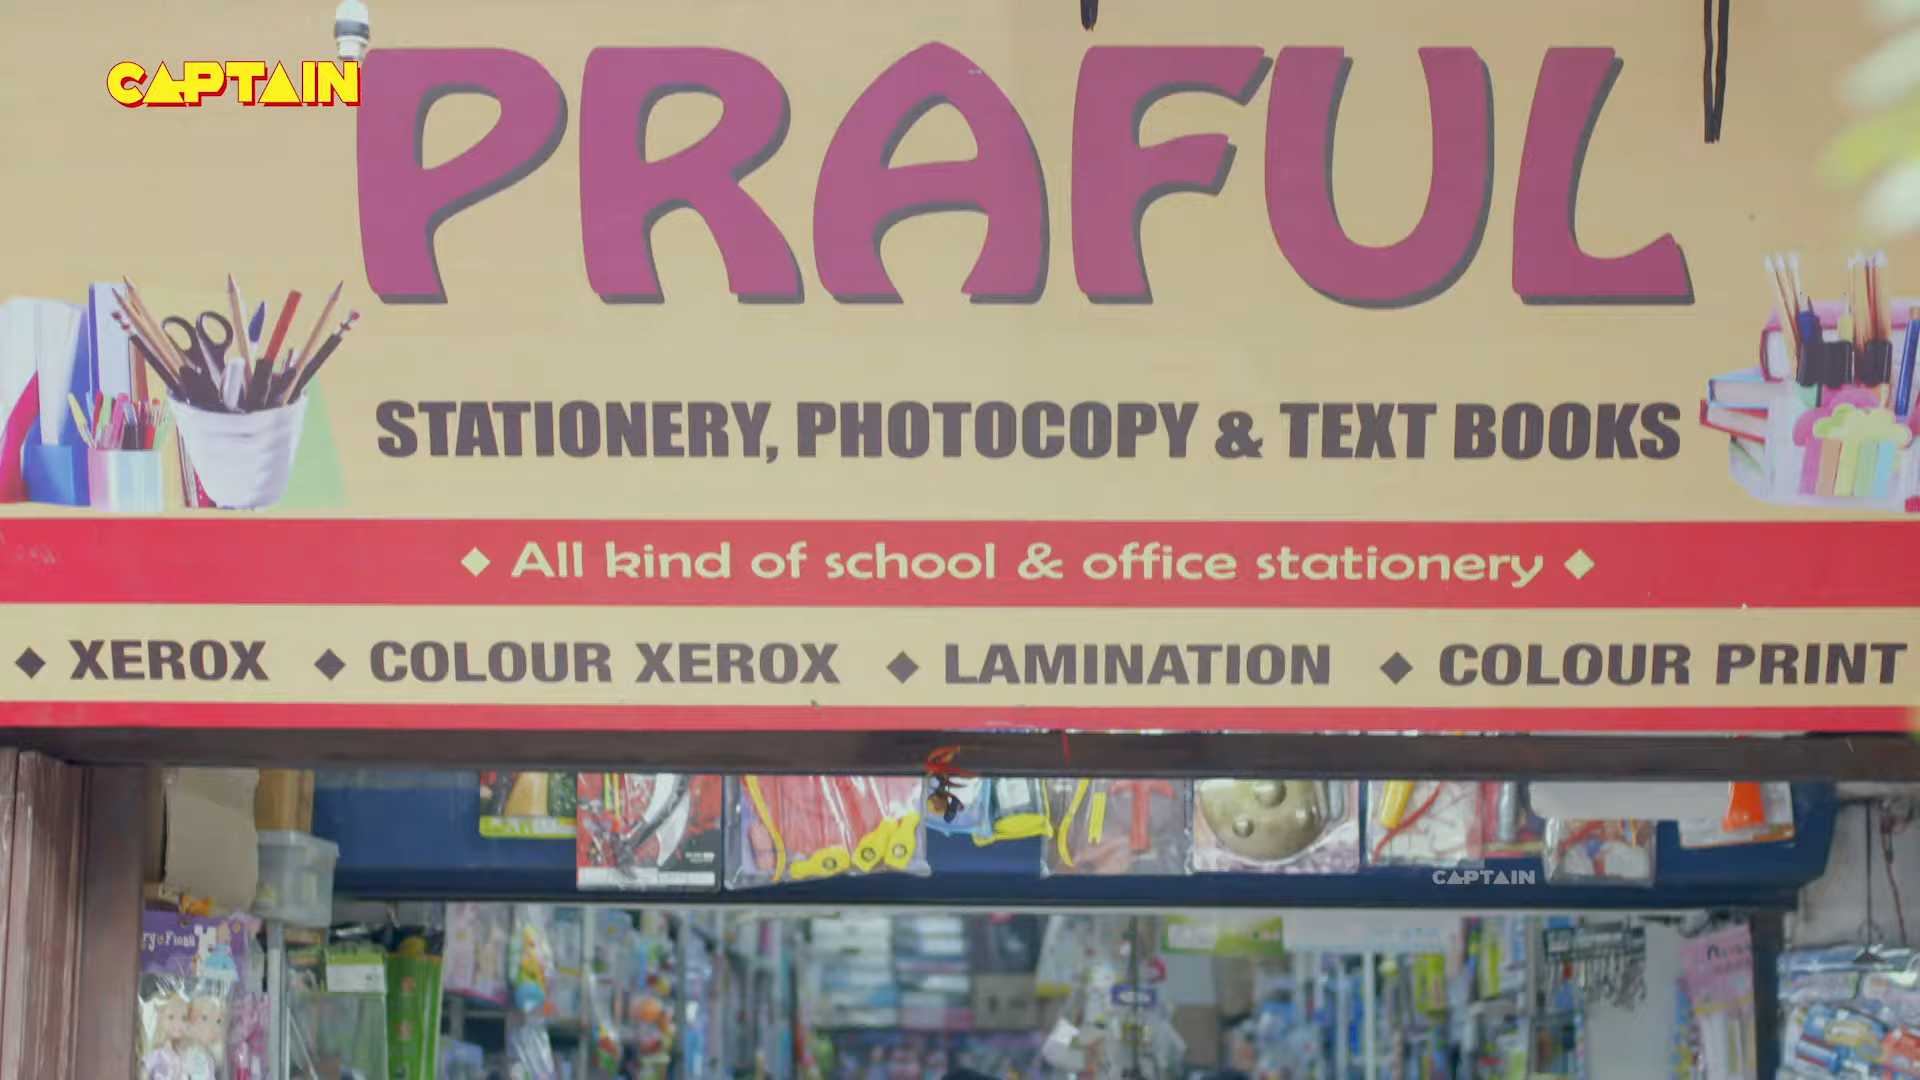 CAPTAIN
PRAFUL
STATIONERY, PHOTOCOPY & TEXT BOOKS
◆ All kind of school & office stationery ◆
◆ XEROX ◆ COLOUR XEROX ◆ LAMINATION ◆ COLOUR PRINT
CAPTAIN